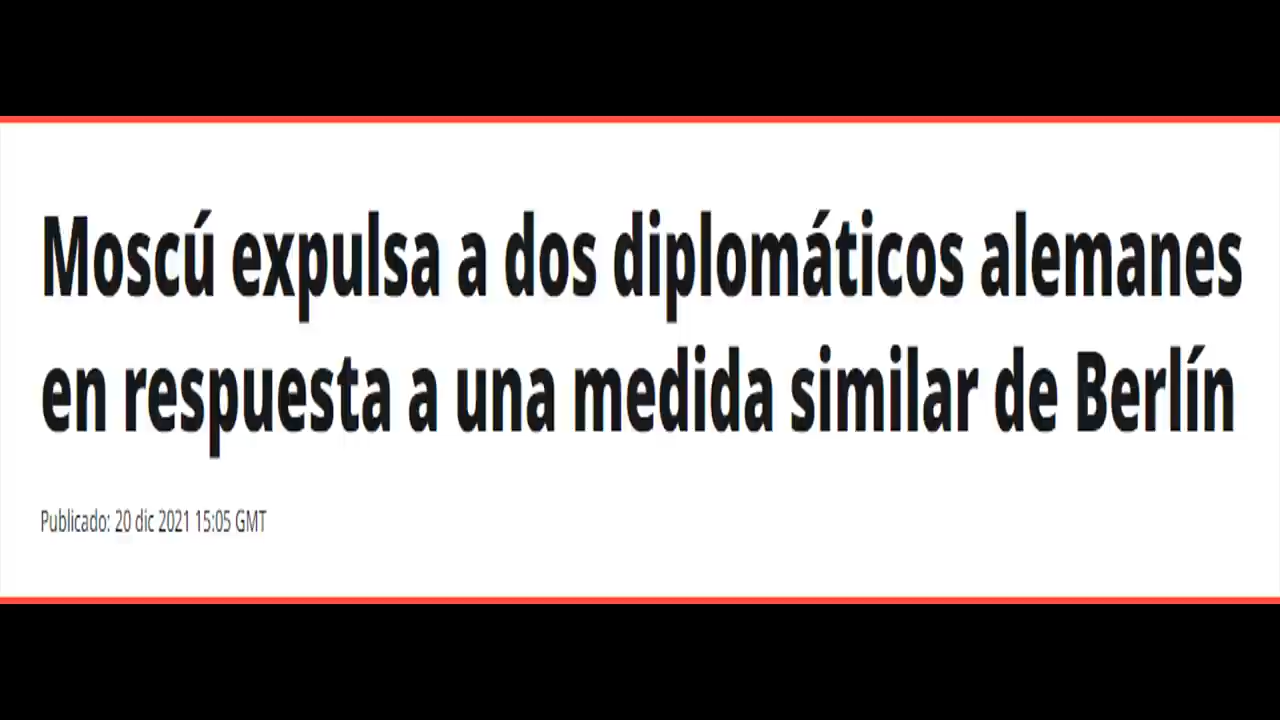 Moscú expulsa a dos diplomáticos alemanes
en respuesta a una medida similar de Berlín
Publicado: 20 dic 2021 15:05 GMT